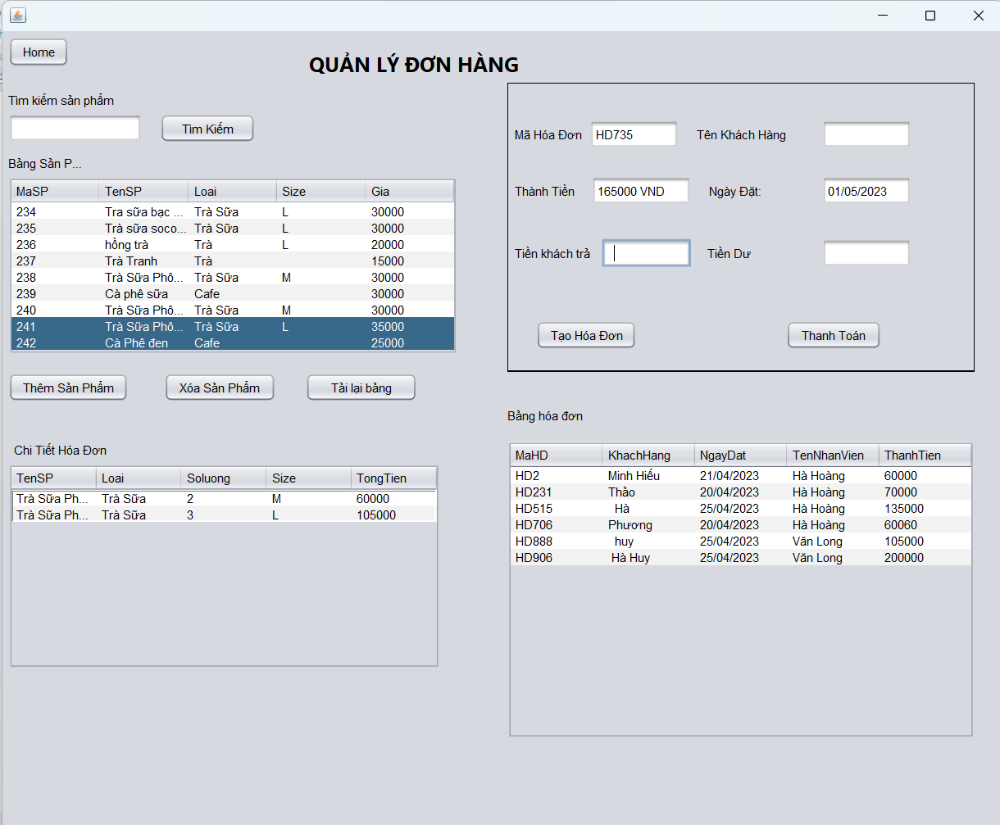 Home
QUẢN LÝ ĐƠN HÀNG
Tìm kiếm sản phẩm
Tìm Kiếm
Bảng Sản P...
MaSP TenSP Loai Size Gia
234 Tra sữa bạc ... Trà Sữa L 30000
235 Trà sữa soco... Trà Sữa L 30000
236 hồng trà Trà L 20000
237 Trà Tranh Trà 15000
238 Trà Sữa Phô... Trà Sữa M 30000
239 Cà phê sữa Cafe 30000
240 Trà Sữa Phô... Trà Sữa M 30000
241 Trà Sữa Phô... Trà Sữa L 35000
242 Cà Phê đen Cafe 25000
Thêm Sản Phẩm Xóa Sản Phẩm Tải lại bảng
Chi Tiết Hóa Đơn
TenSP Loai Soluong Size TongTien
Trà Sữa Ph... Trà Sữa 2 M 60000
Trà Sữa Ph... Trà Sữa 3 L 105000
Mã Hóa Đơn HD735 Tên Khách Hàng
Thành Tiền 165000 VND Ngày Đặt: 01/05/2023
Tiền khách trả Tiền Dư
Tạo Hóa Đơn Thanh Toán
Bảng hóa đơn
MaHD KhachHang NgayDat TenNhanVien ThanhTien
HD2 Minh Hiếu 21/04/2023 Hà Hoàng 60000
HD231 Thảo 20/04/2023 Hà Hoàng 70000
HD515 Hà 25/04/2023 Hà Hoàng 135000
HD706 Phương 20/04/2023 Hà Hoàng 60060
HD888 huy 25/04/2023 Văn Long 105000
HD906 Hà Huy 25/04/2023 Văn Long 200000